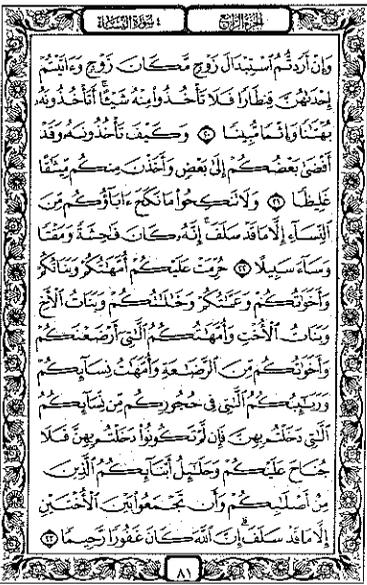 الجزء الرابع
٤ سورة النساء
وَإِنْ أَرَدتُّمُ ٱسْتِبْدَالَ زَوْجٍ مَّكَانَ زَوْجٍ وَءَاتَيْتُمْ
إِحْدَىٰهُنَّ قِنطَارًا فَلَا تَأْخُذُوا۟ مِنْهُ شَيْـًٔا ۚ أَتَأْخُذُونَهُۥ
بُهْتَـٰنًا وَإِثْمًا مُّبِينًا ٢٠ وَكَيْفَ تَأْخُذُونَهُۥ وَقَدْ
أَفْضَىٰ بَعْضُكُمْ إِلَىٰ بَعْضٍ وَأَخَذْنَ مِنكُم مِّيثَـٰقًا
غَلِيظًا ٢١ وَلَا تَنكِحُوا۟ مَا نَكَحَ ءَابَآؤُكُم مِّنَ
ٱلنِّسَآءِ إِلَّا مَا قَدْ سَلَفَ ۚ إِنَّهُۥ كَانَ فَـٰحِشَةً وَمَقْتًا
وَسَآءَ سَبِيلًا ٢٢ حُرِّمَتْ عَلَيْكُمْ أُمَّهَـٰتُكُمْ وَبَنَاتُكُمْ
وَأَخَوَٰتُكُمْ وَعَمَّـٰتُكُمْ وَخَـٰلَـٰتُكُمْ وَبَنَاتُ ٱلْأَخِ
وَبَنَاتُ ٱلْأُخْتِ وَأُمَّهَـٰتُكُمُ ٱلَّـٰتِىٓ أَرْضَعْنَكُمْ
وَأَخَوَٰتُكُم مِّنَ ٱلرَّضَـٰعَةِ وَأُمَّهَـٰتُ نِسَآئِكُمْ
وَرَبَـٰٓئِبُكُمُ ٱلَّـٰتِى فِى حُجُورِكُم مِّن نِّسَآئِكُمُ
ٱلَّـٰتِى دَخَلْتُم بِهِنَّ فَإِن لَّمْ تَكُونُوا۟ دَخَلْتُم بِهِنَّ فَلَا
جُنَاحَ عَلَيْكُمْ وَحَلَـٰٓئِلُ أَبْنَآئِكُمُ ٱلَّذِينَ
مِنْ أَصْلَـٰبِكُمْ وَأَن تَجْمَعُوا۟ بَيْنَ ٱلْأُخْتَيْنِ
إِلَّا مَا قَدْ سَلَفَ ۗ إِنَّ ٱللَّهَ كَانَ غَفُورًا رَّحِيمًا ٢٣
٨١